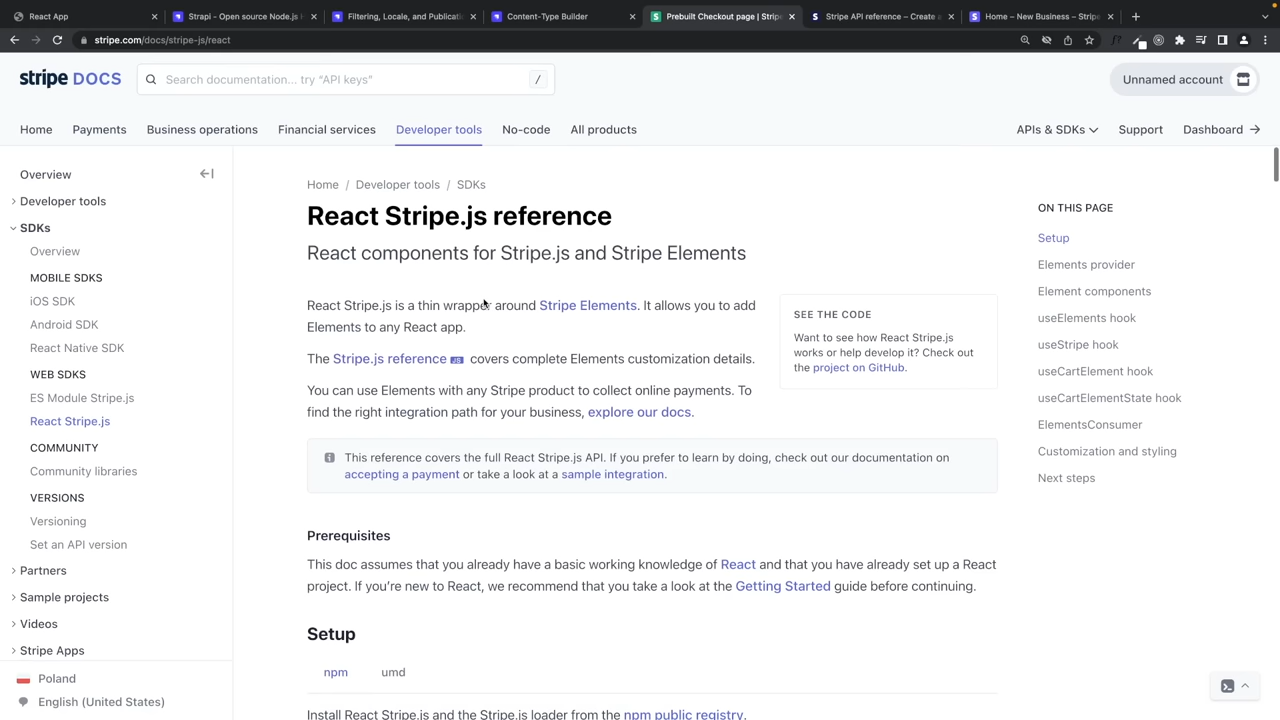 React App
Strapi - Open source Node.js H
Filtering, Locale, and Publicatio
Content-Type Builder
Prebuilt Checkout page | Stripe
Stripe API reference – Create a
Home – New Business – Stripe
stripe.com/docs/stripe-js/react
stripe DOCS
Search documentation... try "API keys"
/
Unnamed account
Home
Payments
Business operations
Financial services
Developer tools
No-code
All products
APIs & SDKs
Support
Dashboard
Overview
Developer tools
SDKs
Overview
MOBILE SDKS
iOS SDK
Android SDK
React Native SDK
WEB SDKS
ES Module Stripe.js
React Stripe.js
COMMUNITY
Community libraries
VERSIONS
Versioning
Set an API version
Partners
Sample projects
Videos
Stripe Apps
Poland
English (United States)
Home / Developer tools / SDKs
React Stripe.js reference
React components for Stripe.js and Stripe Elements
React Stripe.js is a thin wrapper around Stripe Elements. It allows you to add
Elements to any React app.
The Stripe.js reference JS covers complete Elements customization details.
You can use Elements with any Stripe product to collect online payments. To
find the right integration path for your business, explore our docs.
SEE THE CODE
Want to see how React Stripe.js
works or help develop it? Check out
the project on GitHub.
This reference covers the full React Stripe.js API. If you prefer to learn by doing, check out our documentation on
accepting a payment or take a look at a sample integration.
Prerequisites
This doc assumes that you already have a basic working knowledge of React and that you have already set up a React
project. If you're new to React, we recommend that you take a look at the Getting Started guide before continuing.
Setup
npm
umd
Install React Stripe.js and the Stripe.js loader from the npm public registry.
ON THIS PAGE
Setup
Elements provider
Element components
useElements hook
useStripe hook
useCartElement hook
useCartElementState hook
ElementsConsumer
Customization and styling
Next steps